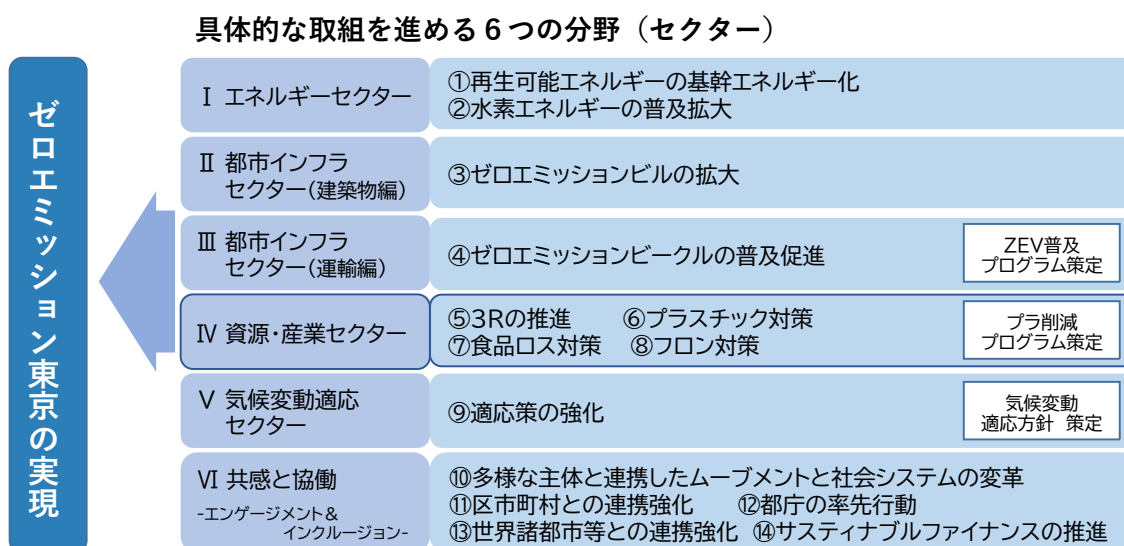 具体的な取組を進める６つの分野（セクター）
ゼロエミッション東京の実現
Ⅰ エネルギーセクター
①再生可能エネルギーの基幹エネルギー化
②水素エネルギーの普及拡大
Ⅱ 都市インフラ
セクター(建築物編)
③ゼロエミッションビルの拡大
Ⅲ 都市インフラ
セクター(運輸編)
④ゼロエミッションビークルの普及促進
ZEV普及
プログラム策定
Ⅳ 資源・産業セクター
⑤3Rの推進 ⑥プラスチック対策
⑦食品ロス対策 ⑧フロン対策
プラ削減
プログラム策定
Ⅴ 気候変動適応
セクター
⑨適応策の強化
気候変動
適応方針 策定
Ⅵ 共感と協働
-エンゲージメント＆
インクルージョン-
⑩多様な主体と連携したムーブメントと社会システムの変革
⑪区市町村との連携強化 ⑫都庁の率先行動
⑬世界諸都市等との連携強化 ⑭サスティナブルファイナンスの推進